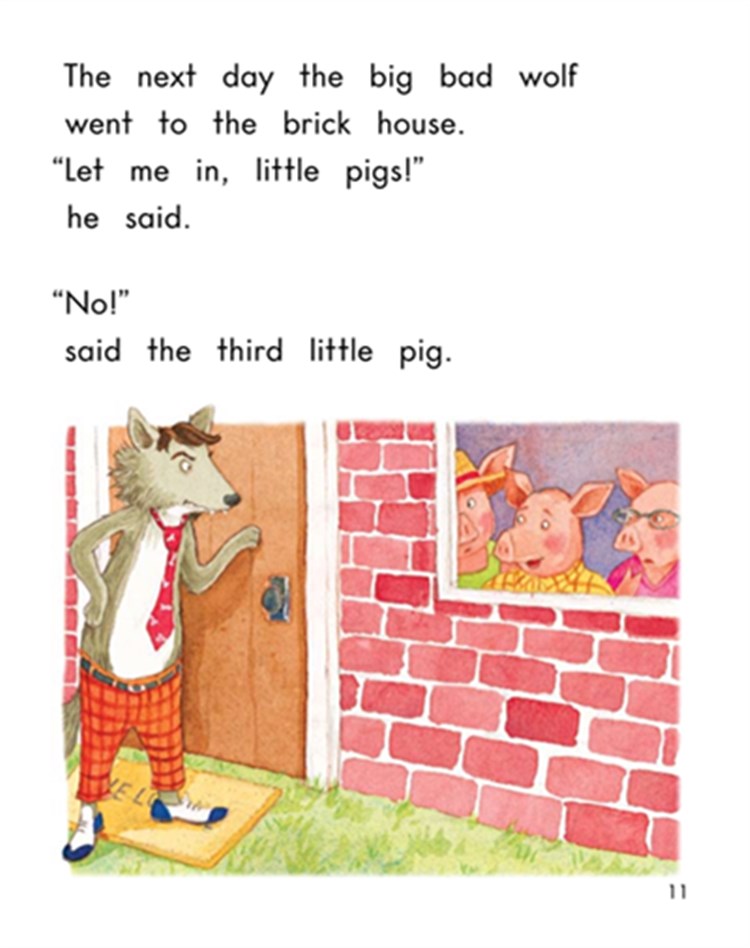 The next day the big bad wolf
went to the brick house.
“Let me in, little pigs!”
he said.
“No!”
said the third little pig.
11